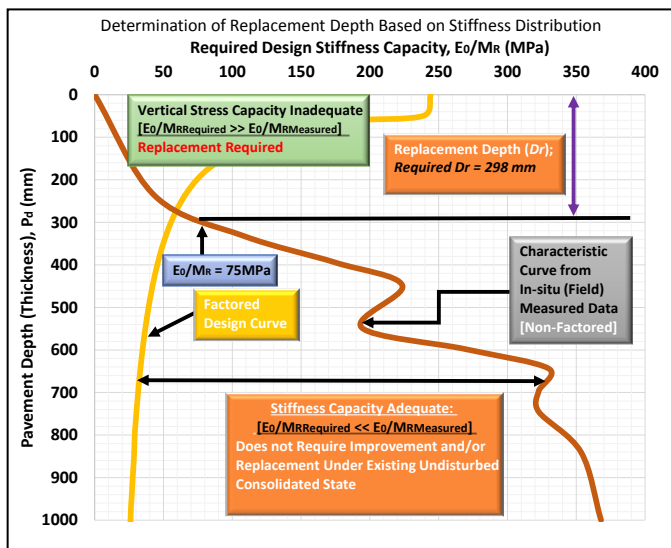 Determination of Replacement Depth Based on Stiffness Distribution
Required Design Stiffness Capacity, E0/MR (MPa)
0 50 100 150 200 250 300 350 400
Pavement Depth (Thickness), Pd (mm)
0
100
200
300
400
500
600
700
800
900
1000
Vertical Stress Capacity Inadequate
[E0/MRRequired >> E0/MRMeasured]
Replacement Required
Replacement Depth (Dr);
Required Dr = 298 mm
E0/MR = 75MPa
Factored
Design Curve
Characteristic
Curve from
In-situ (Field)
Measured Data
[Non-Factored]
Stiffness Capacity Adequate:
[E0/MRRequired << E0/MRMeasured]
Does not Require Improvement and/or
Replacement Under Existing Undisturbed
Consolidated State